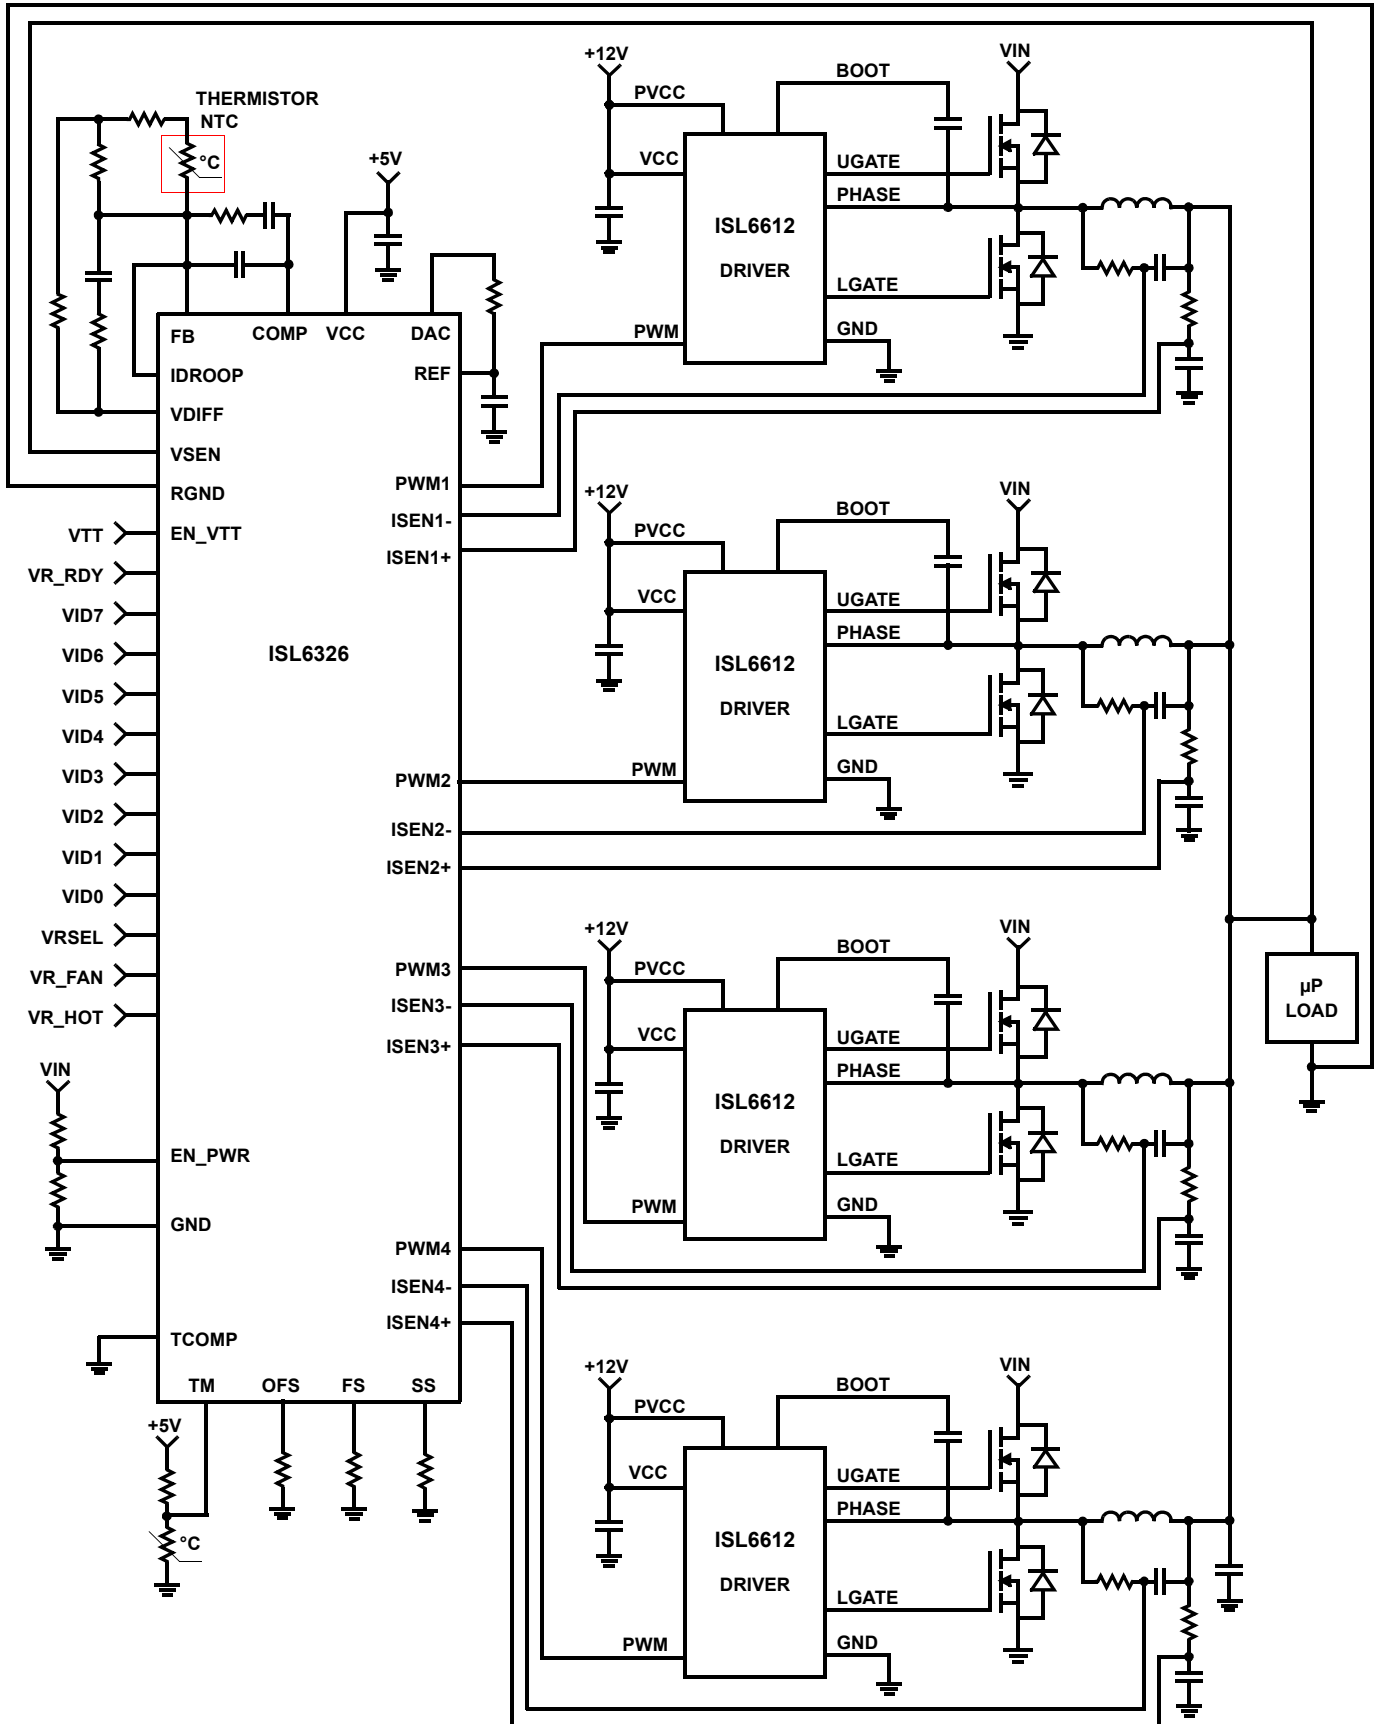 +12V
VIN
BOOT
PVCC
THERMISTOR
NTC
°C
+5V
VCC
UGATE
PHASE
ISL6612
DRIVER
LGATE
GND
PWM
FB
COMP
VCC
DAC
REF
IDROOP
VDIFF
VSEN
RGND
PWM1
ISEN1-
ISEN1+
VTT
EN_VTT
VR_RDY
VID7
VID6
VID5
VID4
VID3
VID2
VID1
VID0
VRSEL
VR_FAN
VR_HOT
ISL6326
+12V
VIN
BOOT
PVCC
VCC
UGATE
PHASE
ISL6612
DRIVER
LGATE
GND
PWM
PWM2
ISEN2-
ISEN2+
+12V
VIN
BOOT
PVCC
VCC
UGATE
PHASE
ISL6612
DRIVER
LGATE
GND
PWM
PWM3
ISEN3-
ISEN3+
µP
LOAD
VIN
EN_PWR
GND
PWM4
ISEN4-
ISEN4+
TCOMP
TM
OFS
FS
SS
+5V
°C
+12V
VIN
BOOT
PVCC
VCC
UGATE
PHASE
ISL6612
DRIVER
LGATE
GND
PWM